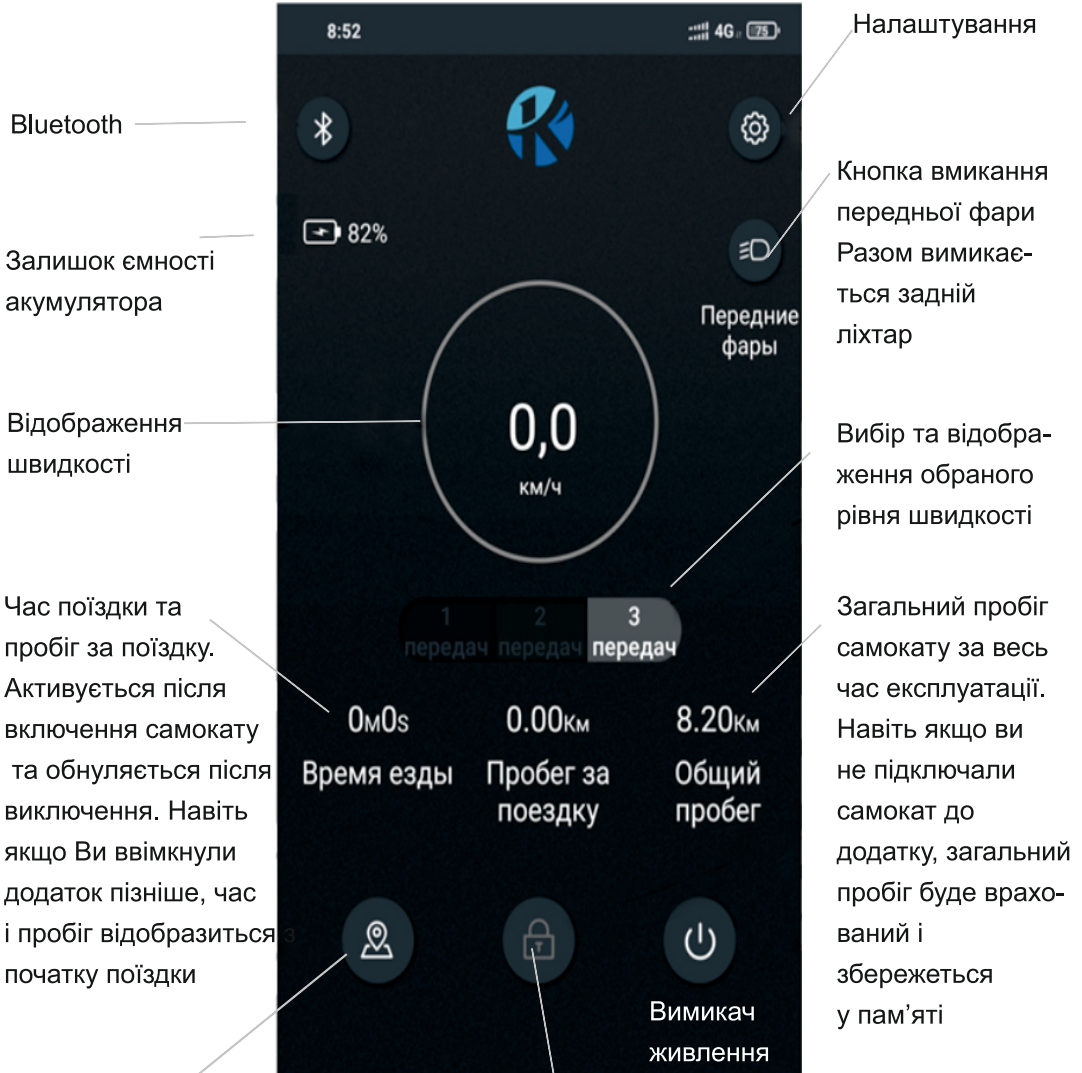 8:52
4G
75
Налаштування
Bluetooth
Кнопка вмикання
передньої фари
Разом вимикає-
ться задній
ліхтар
82%
Залишок ємності
акумулятора
Передние
фары
Відображення
швидкості
0,0
км/ч
Вибір та відобра-
ження обраного
рівня швидкості
1
передач
2
передач
3
передач
Час поїздки та
пробіг за поїздку.
Активується після
включення самокату
та обнуляється після
виключення. Навіть
якщо Ви ввімкнули
додаток пізніше, час
і пробіг відобразиться з
початку поїздки
0м0s
Время езды
0.00Км
Пробег за
поездку
8.20Км
Общий
пробег
Загальний пробіг
самокату за весь
час експлуатації.
Навіть якщо ви
не підключали
самокат до
додатку, загальний
пробіг буде врахо-
ваний і
збережеться
у пам’яті
Вимикач
живлення